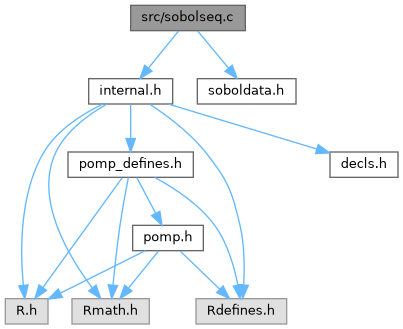 src/sobolseq.c
internal.h
soboldata.h
pomp_defines.h
decls.h
pomp.h
R.h
Rmath.h
Rdefines.h